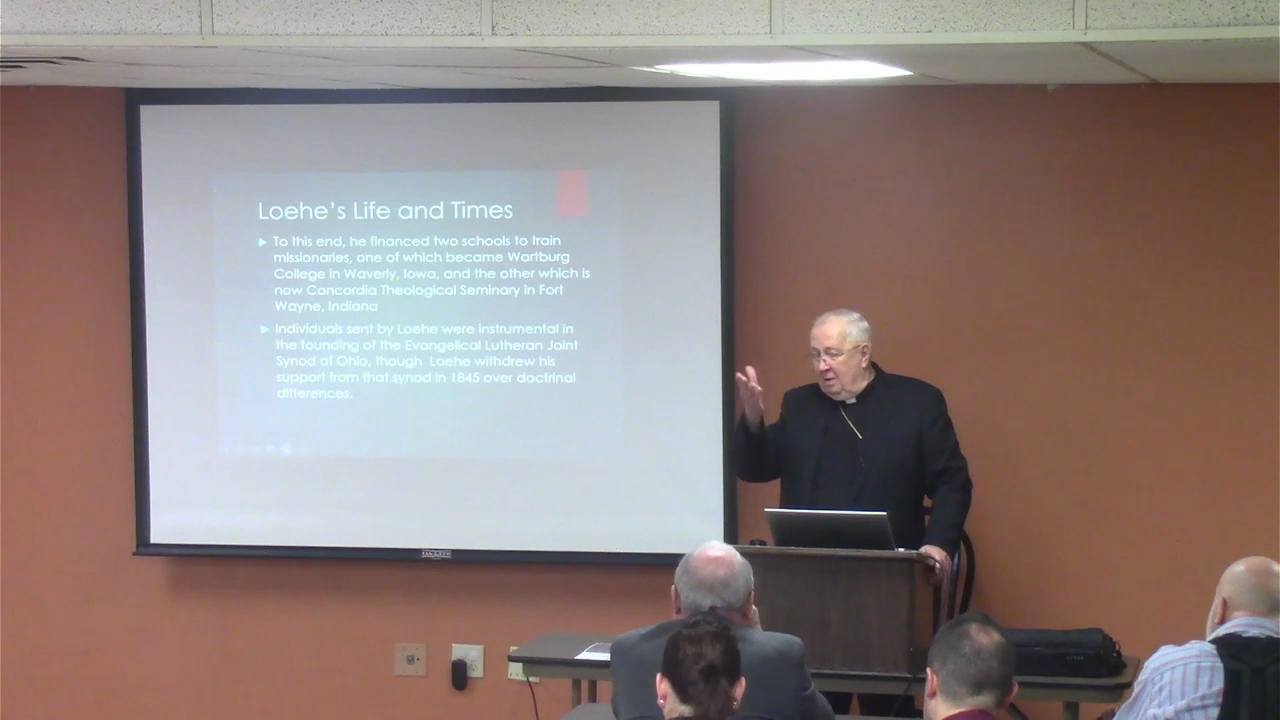 Loehe's Life and Times
To this end, he financed two schools to train
missionaries, one of which became Wartburg
College in Waverly, Iowa, and the other which is
now Concordia Theological Seminary in Fort
Wayne, Indiana
Individuals sent by Loehe were instrumental in
the founding of the Evangelical Lutheran Joint
Synod of Ohio, though Loehe withdrew his
support from that synod in 1845 over doctrinal
differences.